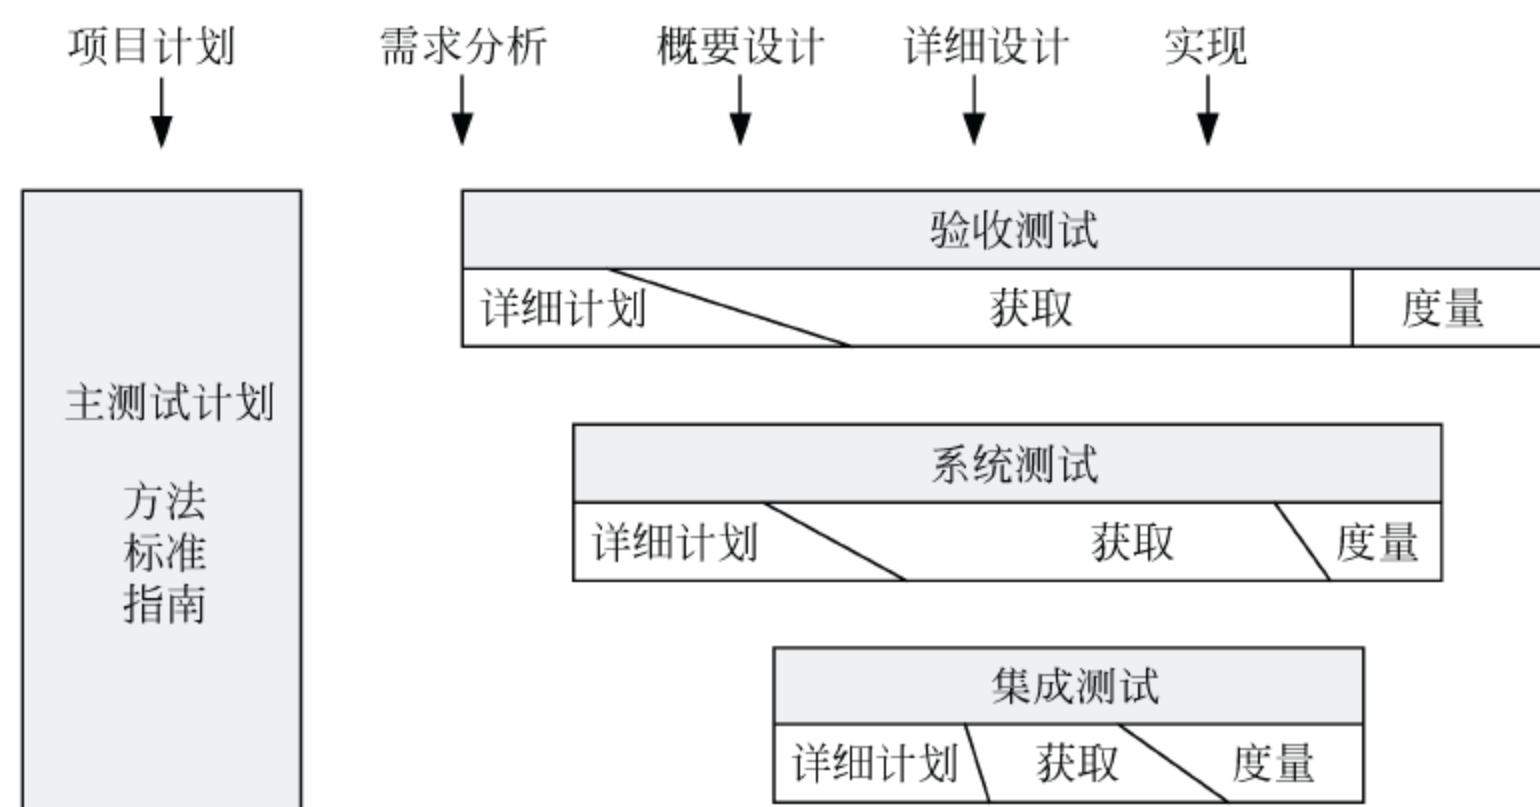 项目计划
需求分析
概要设计
详细设计
实现
验收测试
详细计划
获取
度量
主测试计划
方法
标准
指南
系统测试
详细计划
获取
度量
集成测试
详细计划
获取
度量